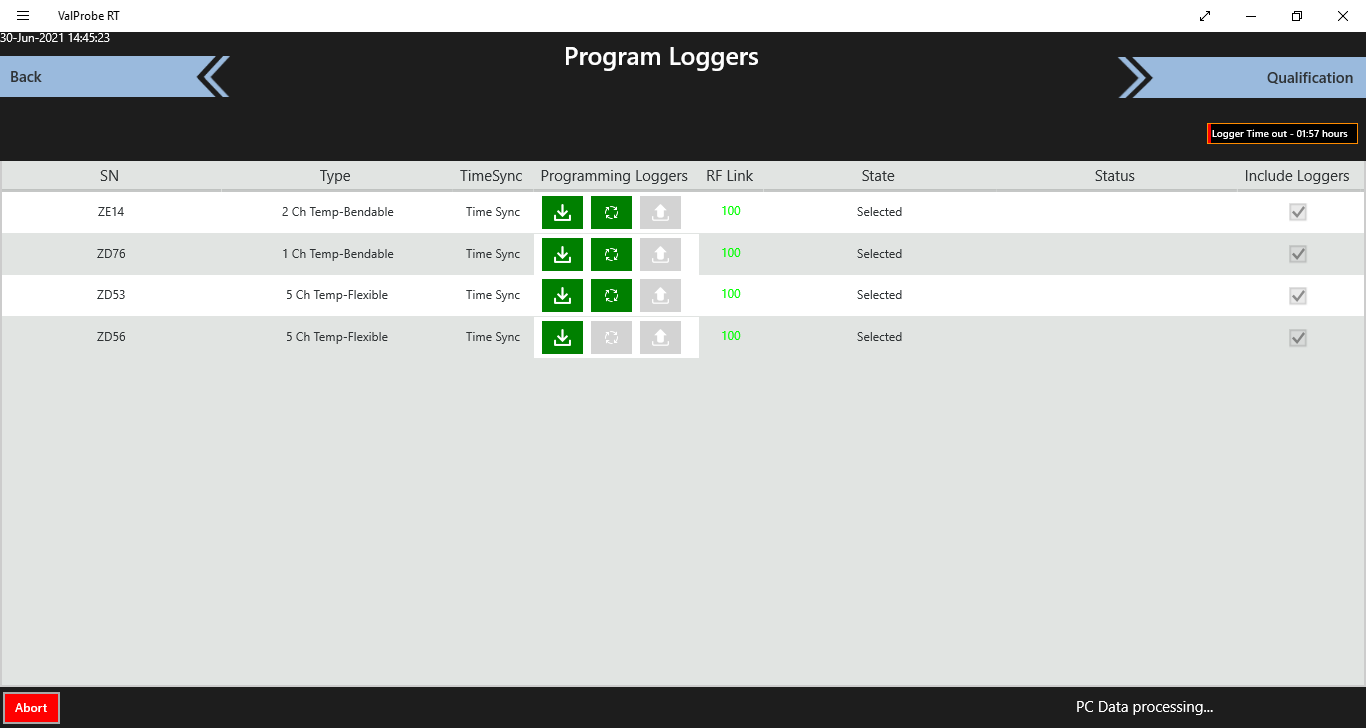 ValProbe RT
30-Jun-2021 14:45:23
Program Loggers
Back
Qualification
Logger Time out - 01:57 hours
SN Type TimeSync Programming Loggers RF Link State Status Include Loggers
ZE14 2 Ch Temp-Bendable Time Sync 100 Selected
ZD76 1 Ch Temp-Bendable Time Sync 100 Selected
ZD53 5 Ch Temp-Flexible Time Sync 100 Selected
ZD56 5 Ch Temp-Flexible Time Sync 100 Selected
Abort
PC Data processing...